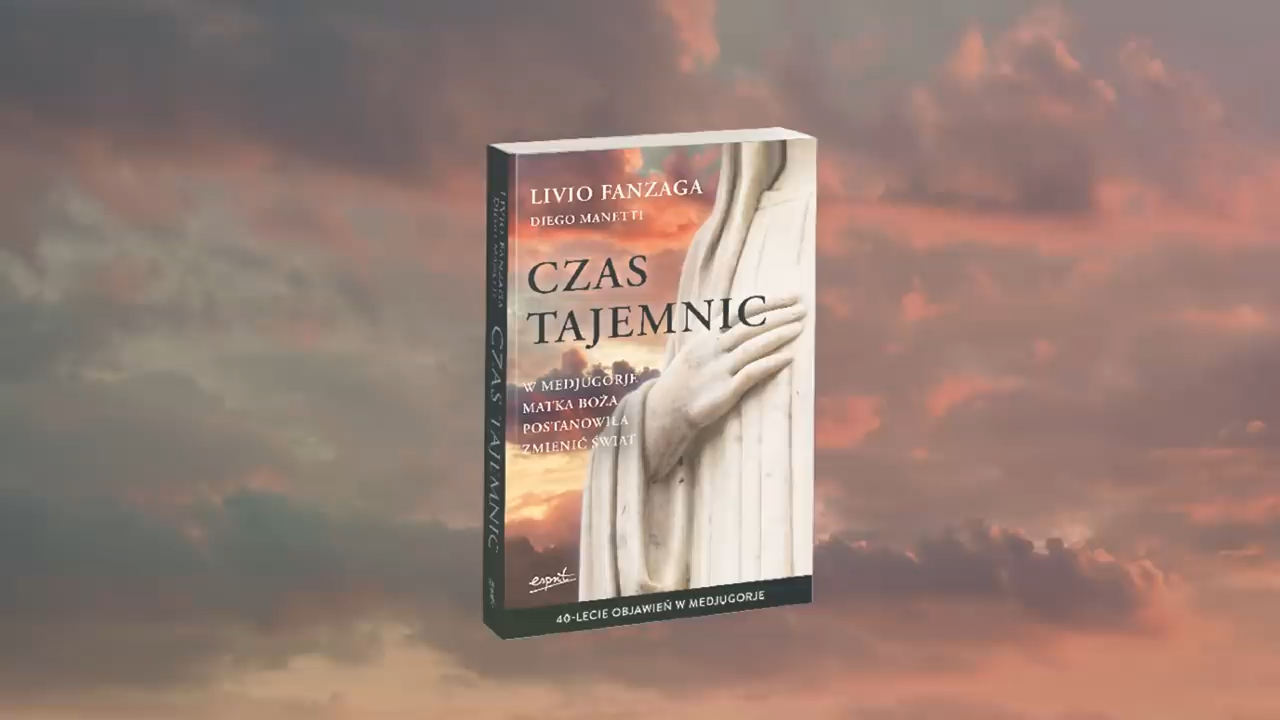 LIVIO FANZAGA
DIEGO MANETTI
CZAS
TAJEMNIC
W MEDJUGORJE
MATKA BOŻA
POSTANOWIŁA
ZMIENIĆ ŚWIAT
esprit
40-LECIE OBJAWIEŃ W MEDJUGORJE
LIVIO FANZAGA
DIEGO MANETTI
CZAS TAJEMNIC
esprit